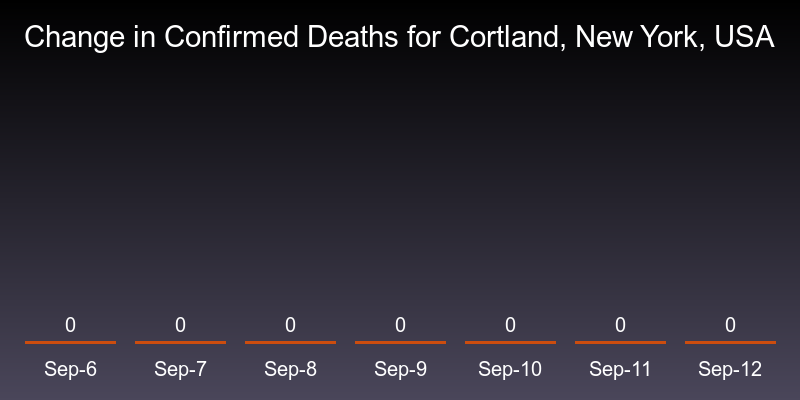 Change in Confirmed Deaths for Cortland, New York, USA
0 0 0 0 0 0 0
Sep-6 Sep-7 Sep-8 Sep-9 Sep-10 Sep-11 Sep-12